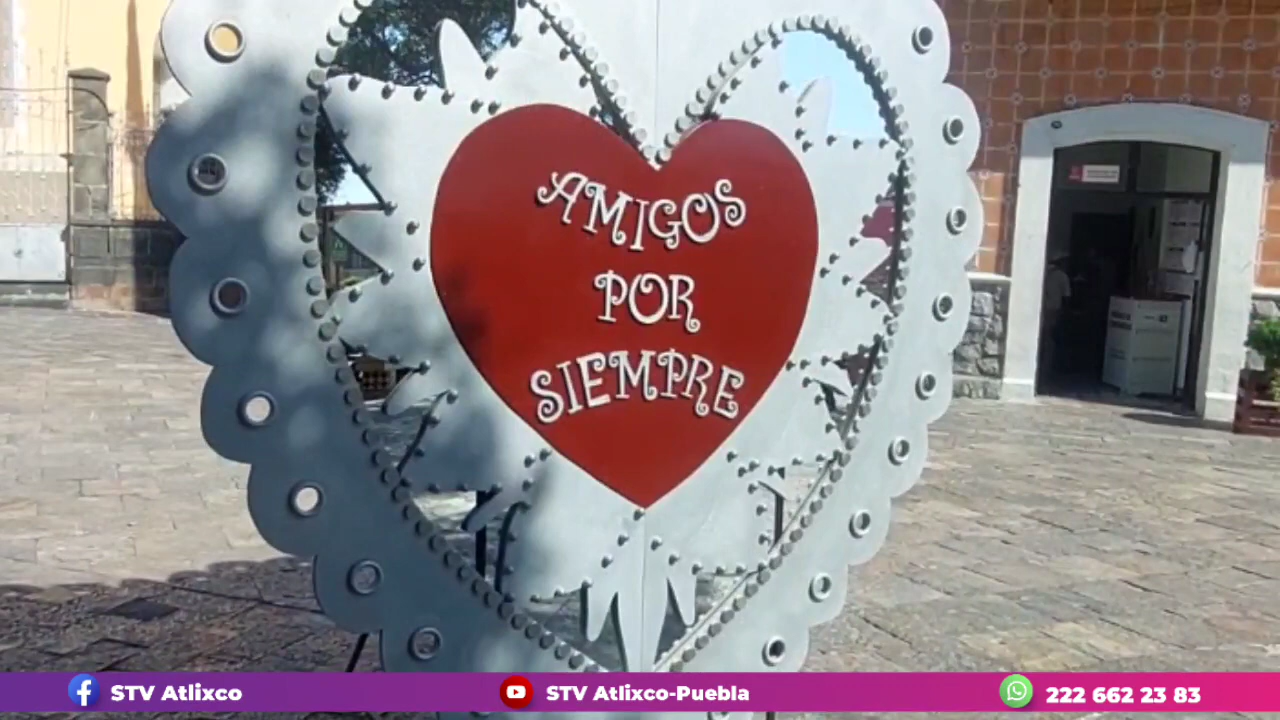 AMIGOS
POR
SIEMPRE
STV Atlixco
STV Atlixco-Puebla
222 662 23 83